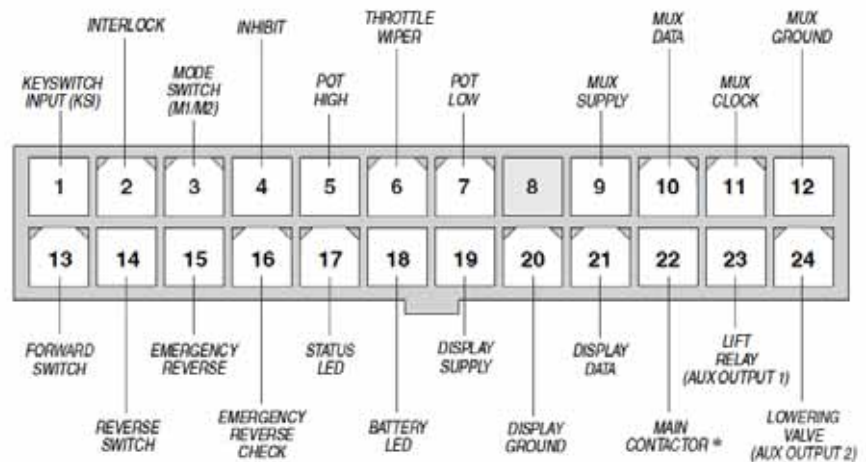 KEYSWITCH
INPUT (KSI)
INTERLOCK
MODE
SWITCH
(M1/M2)
INHIBIT
POT
HIGH
THROTTLE
WIPER
POT
LOW
MUX
SUPPLY
MUX
DATA
MUX
CLOCK
MUX
GROUND
1 2 3 4 5 6 7 8 9 10 11 12
13 14 15 16 17 18 19 20 21 22 23 24
FORWARD
SWITCH
REVERSE
SWITCH
EMERGENCY
REVERSE
EMERGENCY
REVERSE
CHECK
STATUS
LED
BATTERY
LED
DISPLAY
SUPPLY
DISPLAY
GROUND
DISPLAY
DATA
MAIN
CONTACTOR *
LIFT
RELAY
(AUX OUTPUT 1)
LOWERING
VALVE
(AUX OUTPUT 2)